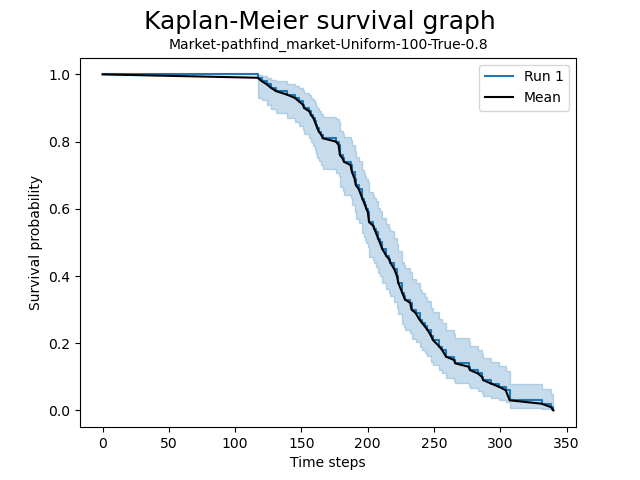 Kaplan-Meier survival graph
Market-pathfind_market-Uniform-100-True-0.8
Run 1
Mean
Survival probability
1.0
0.8
0.6
0.4
0.2
0.0
0 50 100 150 200 250 300 350
Time steps